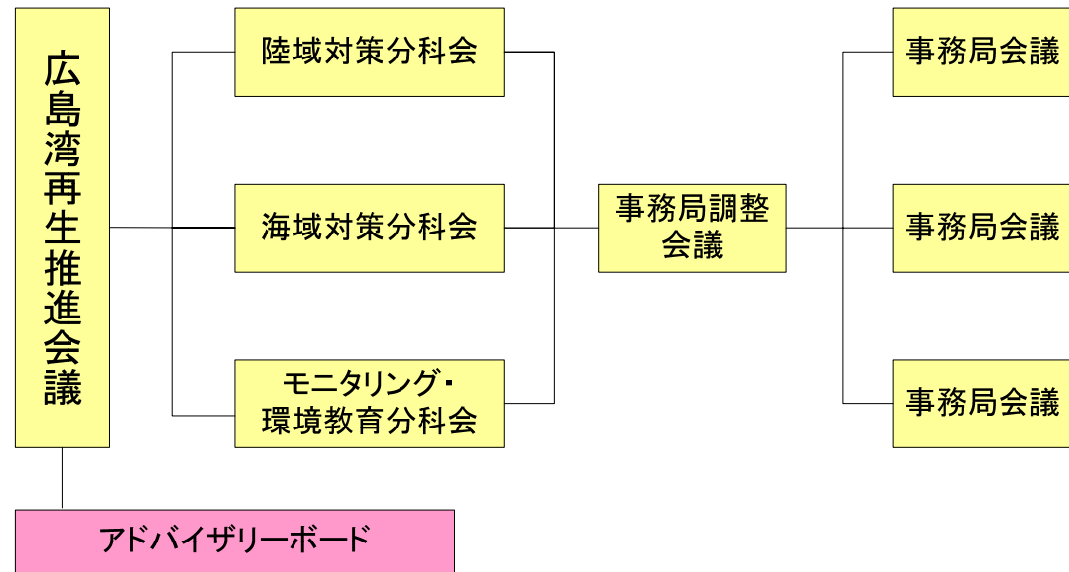 広島湾再生推進会議
陸域対策分科会
海域対策分科会
モニタリング・
環境教育分科会
事務局調整
会議
事務局会議
事務局会議
事務局会議
アドバイザリーボード